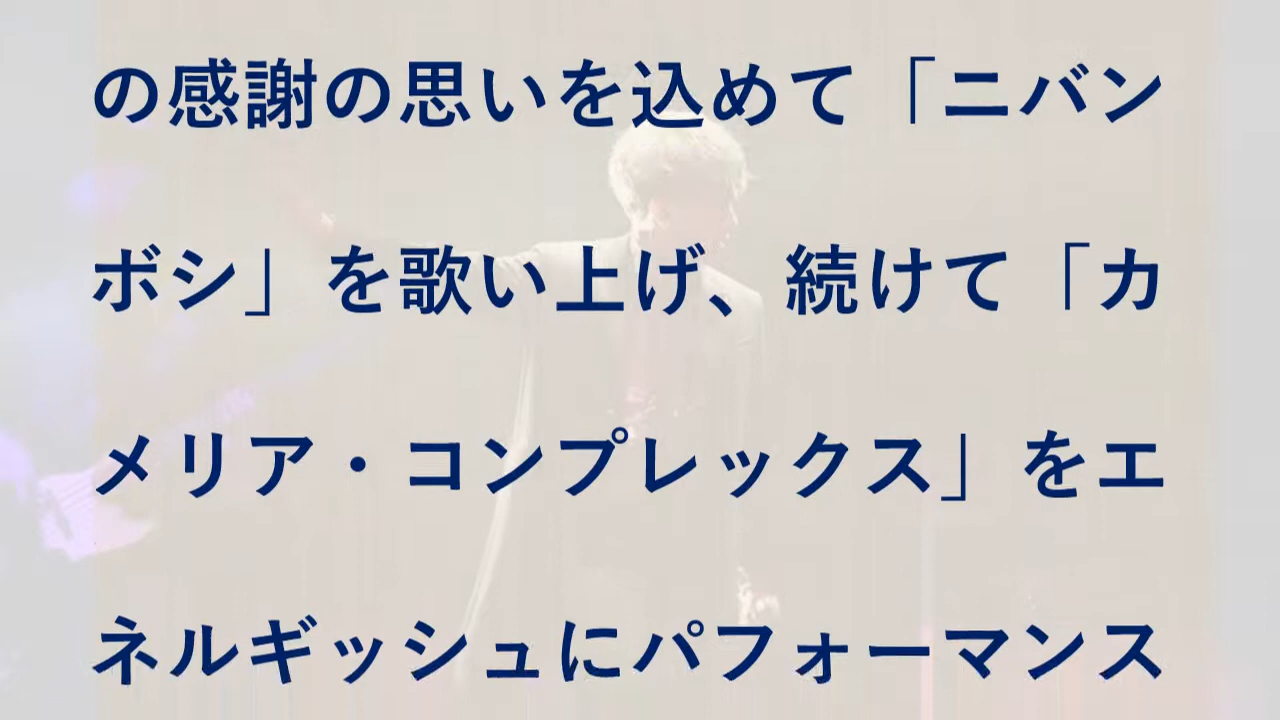 の感謝の思いを込めて「ニバン
ボシ」を歌い上げ、続けて「カ
メリア・コンプレックス」をエ
ネルギッシュにパフォーマンス